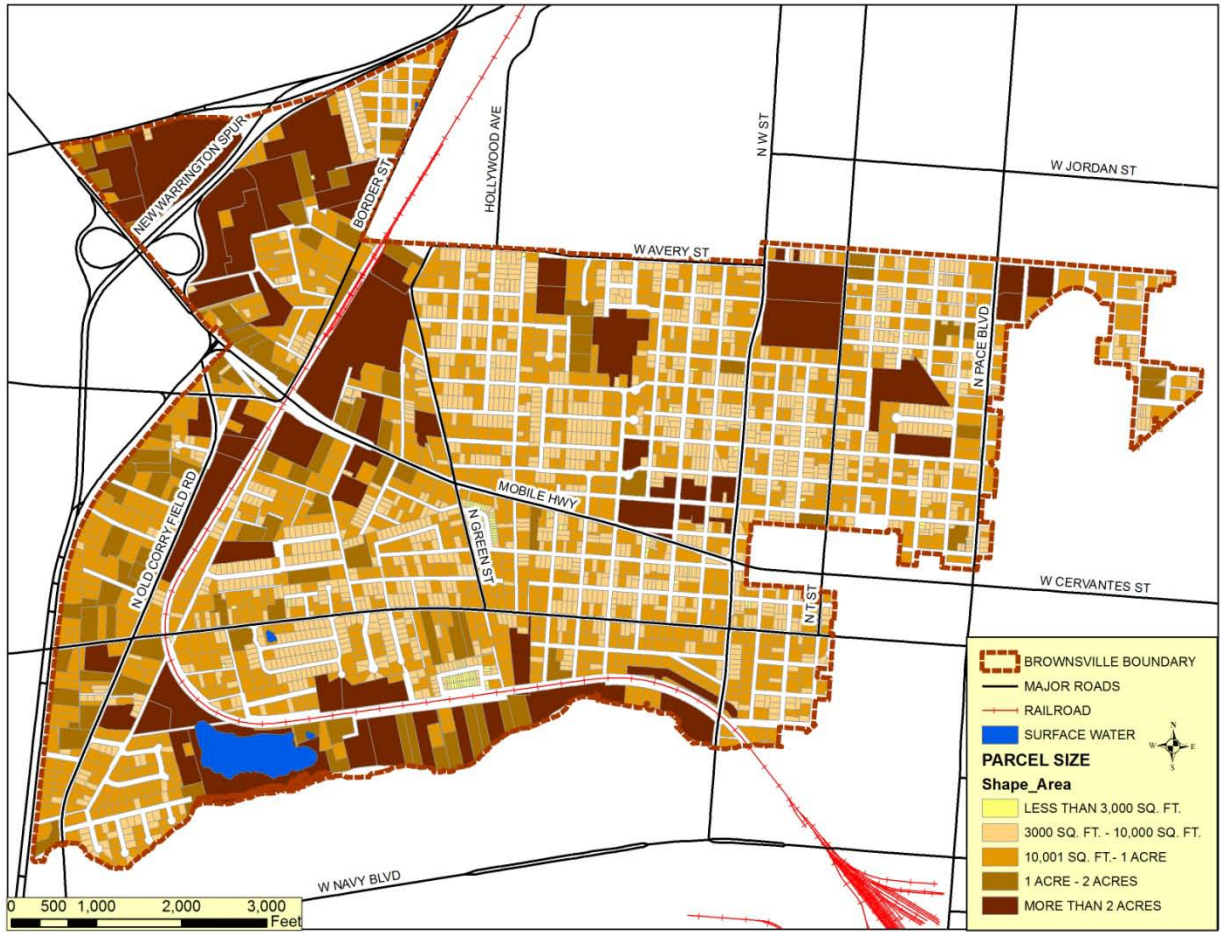 NEW WARRINGTON SPUR
BORDER ST
HOLLYWOOD AVE
N W ST
W JORDAN ST
W AVERY ST
N PACE BLVD
N OLD CORRY FIELD RD
MOBILE HWY
N GREEN ST
N T ST
W CERVANTES ST
W NAVY BLVD
0 500 1,000 2,000 3,000
Feet
BROWNSVILLE BOUNDARY
MAJOR ROADS
RAILROAD
SURFACE WATER
N
W E
S
PARCEL SIZE
Shape_Area
LESS THAN 3,000 SQ. FT.
3000 SQ. FT. - 10,000 SQ. FT.
10,001 SQ. FT.- 1 ACRE
1 ACRE - 2 ACRES
MORE THAN 2 ACRES